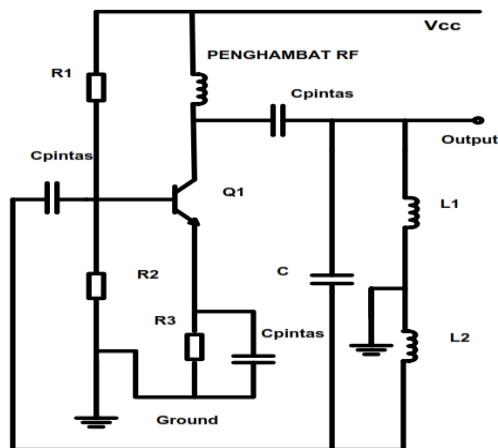 Vcc
PENGHAMBAT RF
R1
Cpintas
Output
Cpintas
Q1
L1
R2
C
R3
Cpintas
L2
Ground